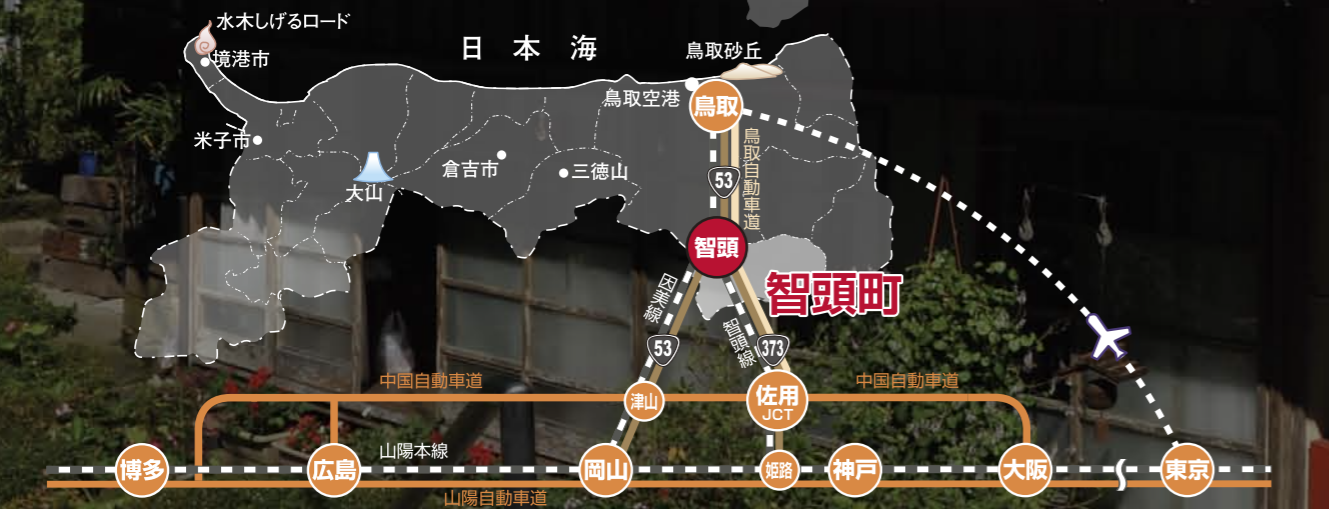 水木しげるロード
境港市
日本海
鳥取砂丘
鳥取空港
鳥取
米子市
大山
倉吉市
三徳山
53
鳥取自動車道
智頭
智頭町
因美線
智頭線
53
373
中国自動車道
津山
佐用
JCT
中国自動車道
博多
広島
山陽本線
岡山
姫路
神戸
大阪
東京
山陽自動車道